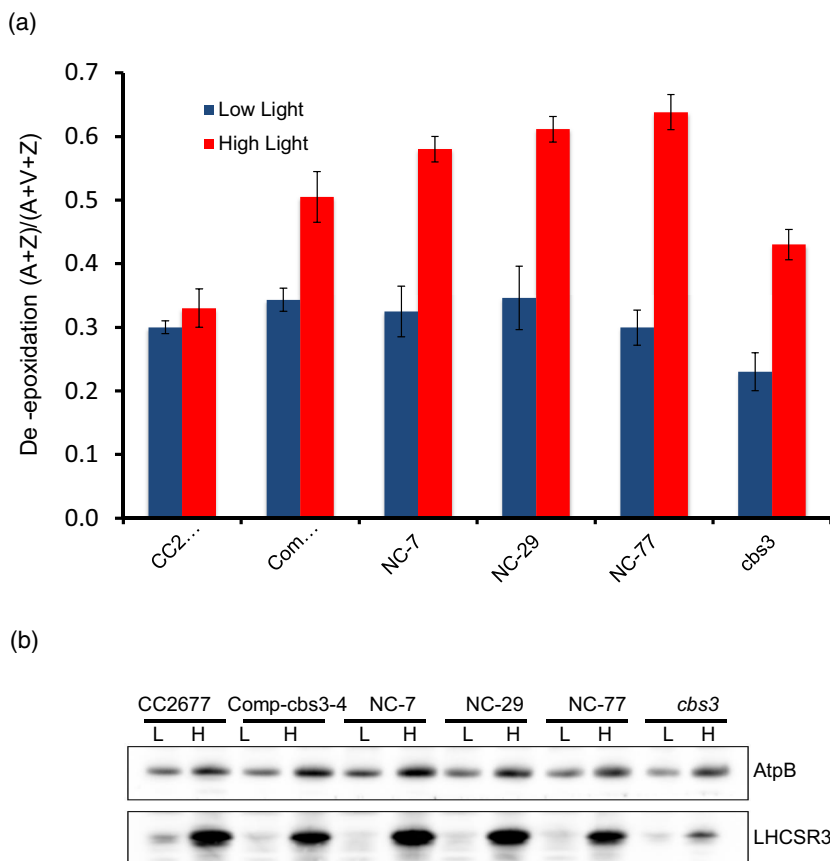 (a)
De -epoxidation (A+Z)/(A+V+Z)
0.7
0.6
0.5
0.4
0.3
0.2
0.1
0.0
Low Light
High Light
CC2…
Com…
NC-7
NC-29
NC-77
cbs3
(b)
CC2677 Comp-cbs3-4 NC-7 NC-29 NC-77 cbs3
L H L H L H L H L H L H
AtpB
LHCSR3